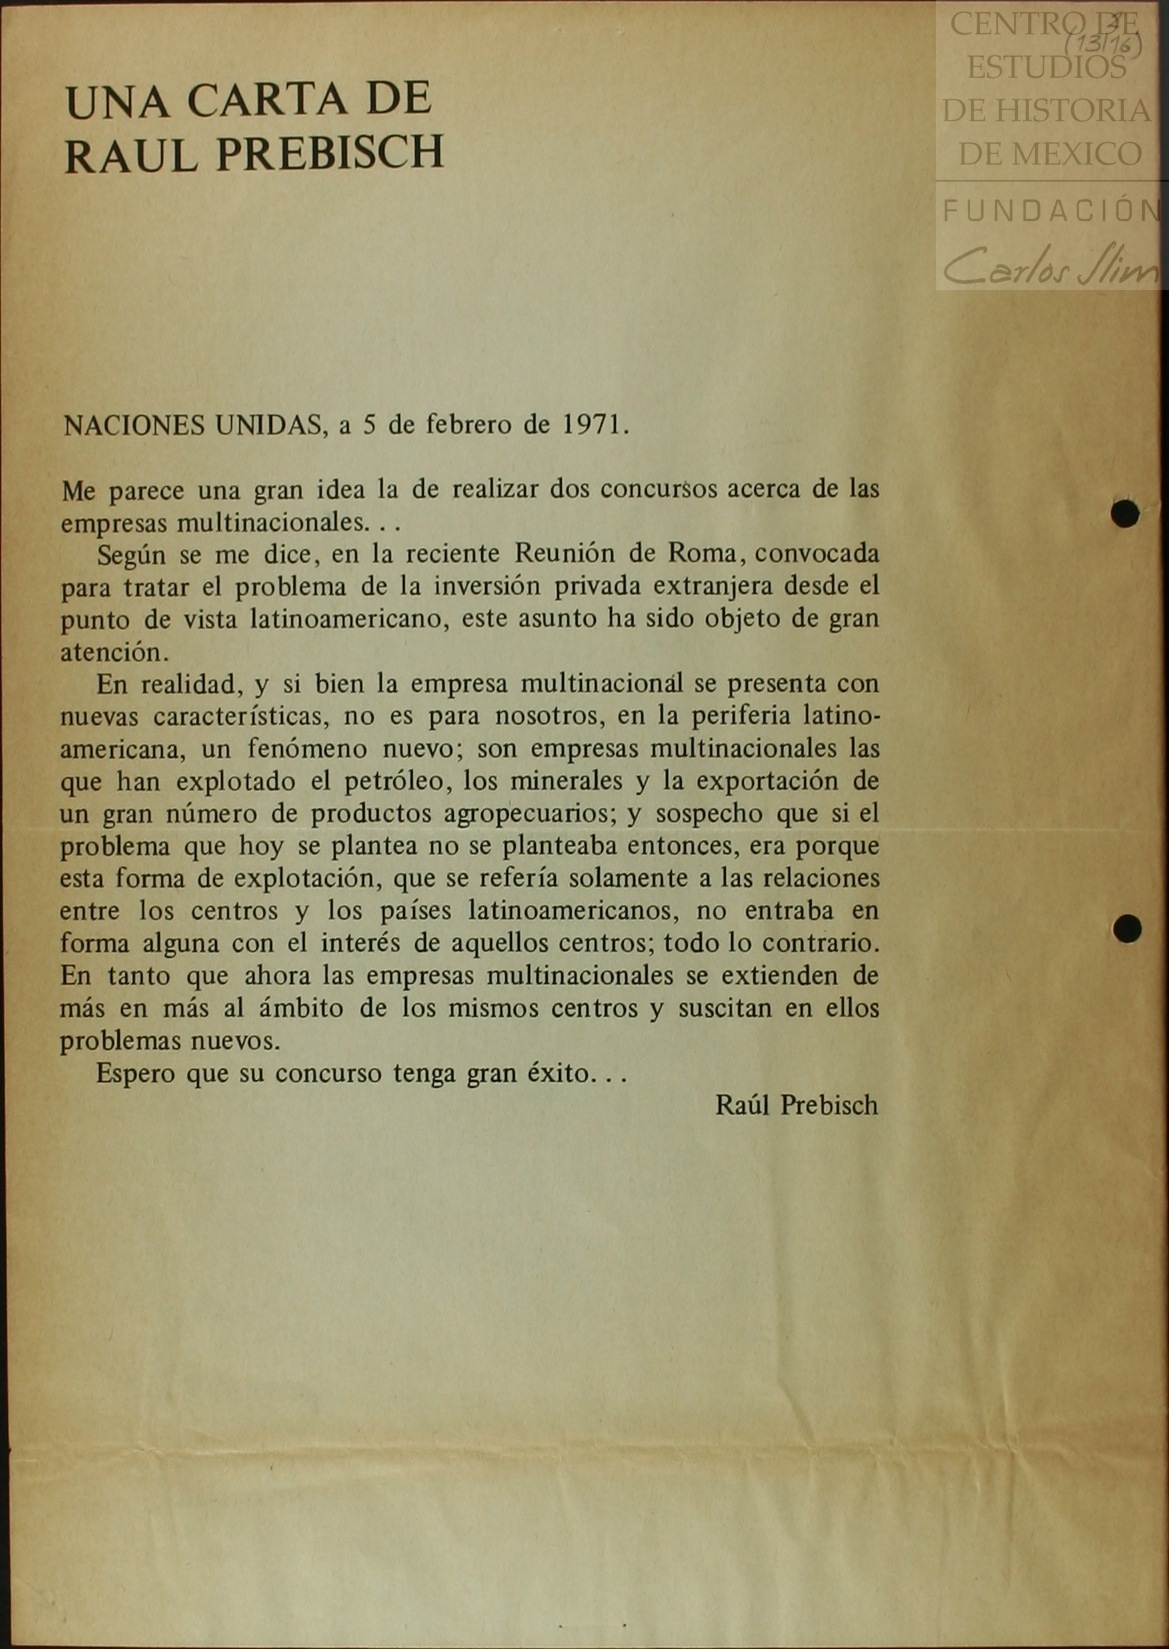 CENTRO DE
ESTUDIOS
DE HISTORIA
DE MEXICO
FUNDACIÓN
Carlos Slim
(13/16)
UNA CARTA DE
RAUL PREBISCH
NACIONES UNIDAS, a 5 de febrero de 1971.
Me parece una gran idea la de realizar dos concursos acerca de las
empresas multinacionales. . .
Según se me dice, en la reciente Reunión de Roma, convocada
para tratar el problema de la inversión privada extranjera desde el
punto de vista latinoamericano, este asunto ha sido objeto de gran
atención.
En realidad, y si bien la empresa multinacional se presenta con
nuevas características, no es para nosotros, en la periferia latino-
americana, un fenómeno nuevo; son empresas multinacionales las
que han explotado el petróleo, los minerales y la exportación de
un gran número de productos agropecuarios; y sospecho que si el
problema que hoy se plantea no se planteaba entonces, era porque
esta forma de explotación, que se refería solamente a las relaciones
entre los centros y los países latinoamericanos, no entraba en
forma alguna con el interés de aquellos centros; todo lo contrario.
En tanto que ahora las empresas multinacionales se extienden de
más en más al ámbito de los mismos centros y suscitan en ellos
problemas nuevos.
Espero que su concurso tenga gran éxito. . .
Raúl Prebisch